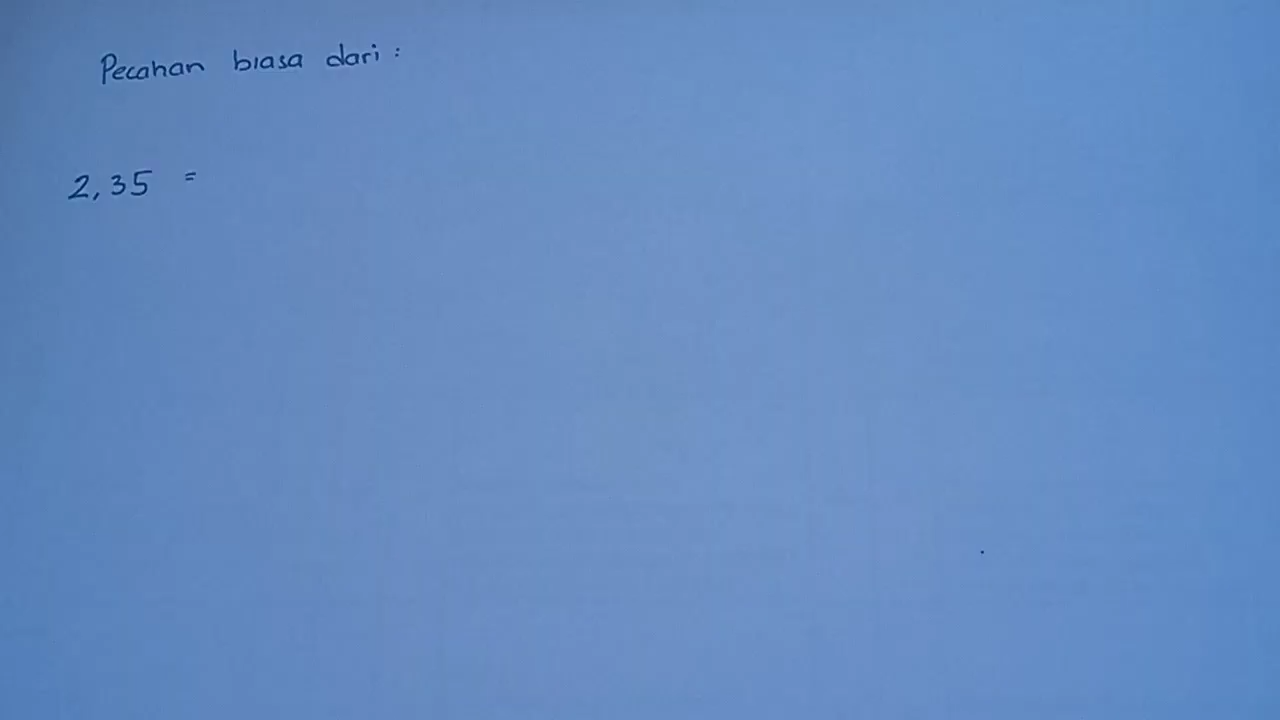 Pecahan biasa dari :
2,35 =